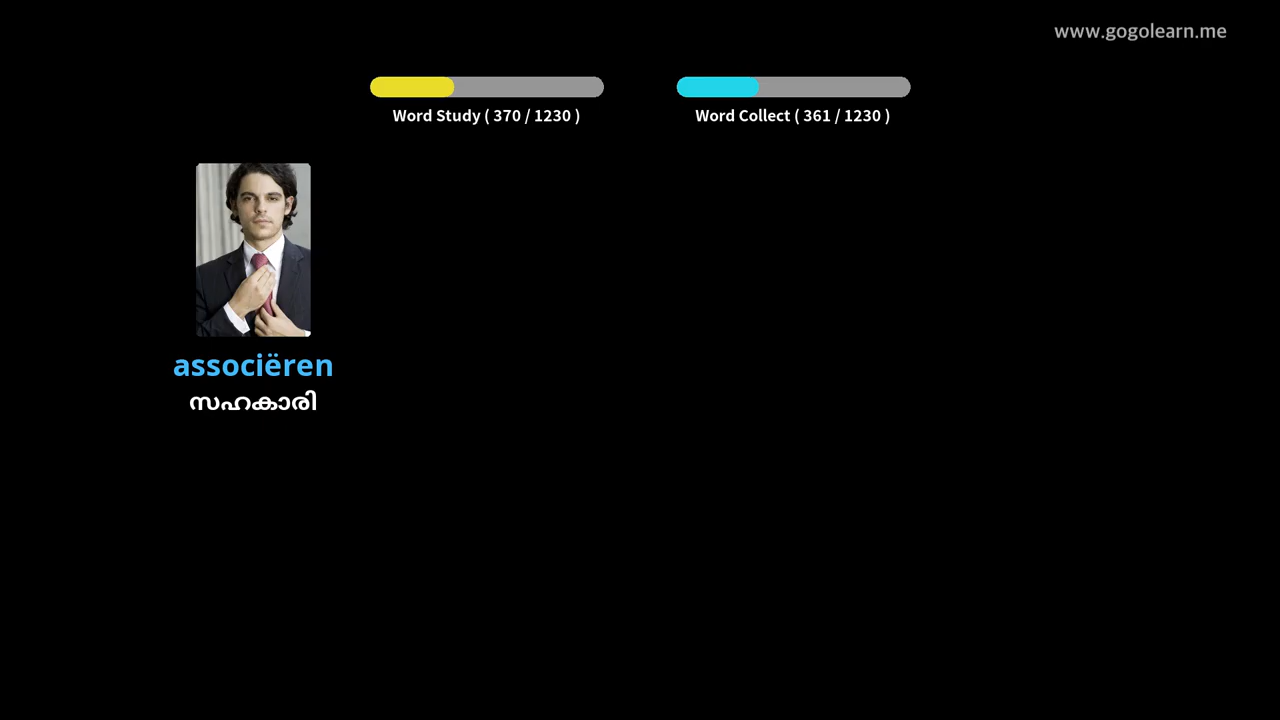 www.gogolearn.me
Word Study ( 370 / 1230 )
Word Collect ( 361 / 1230 )
associëren
സഹകാരി